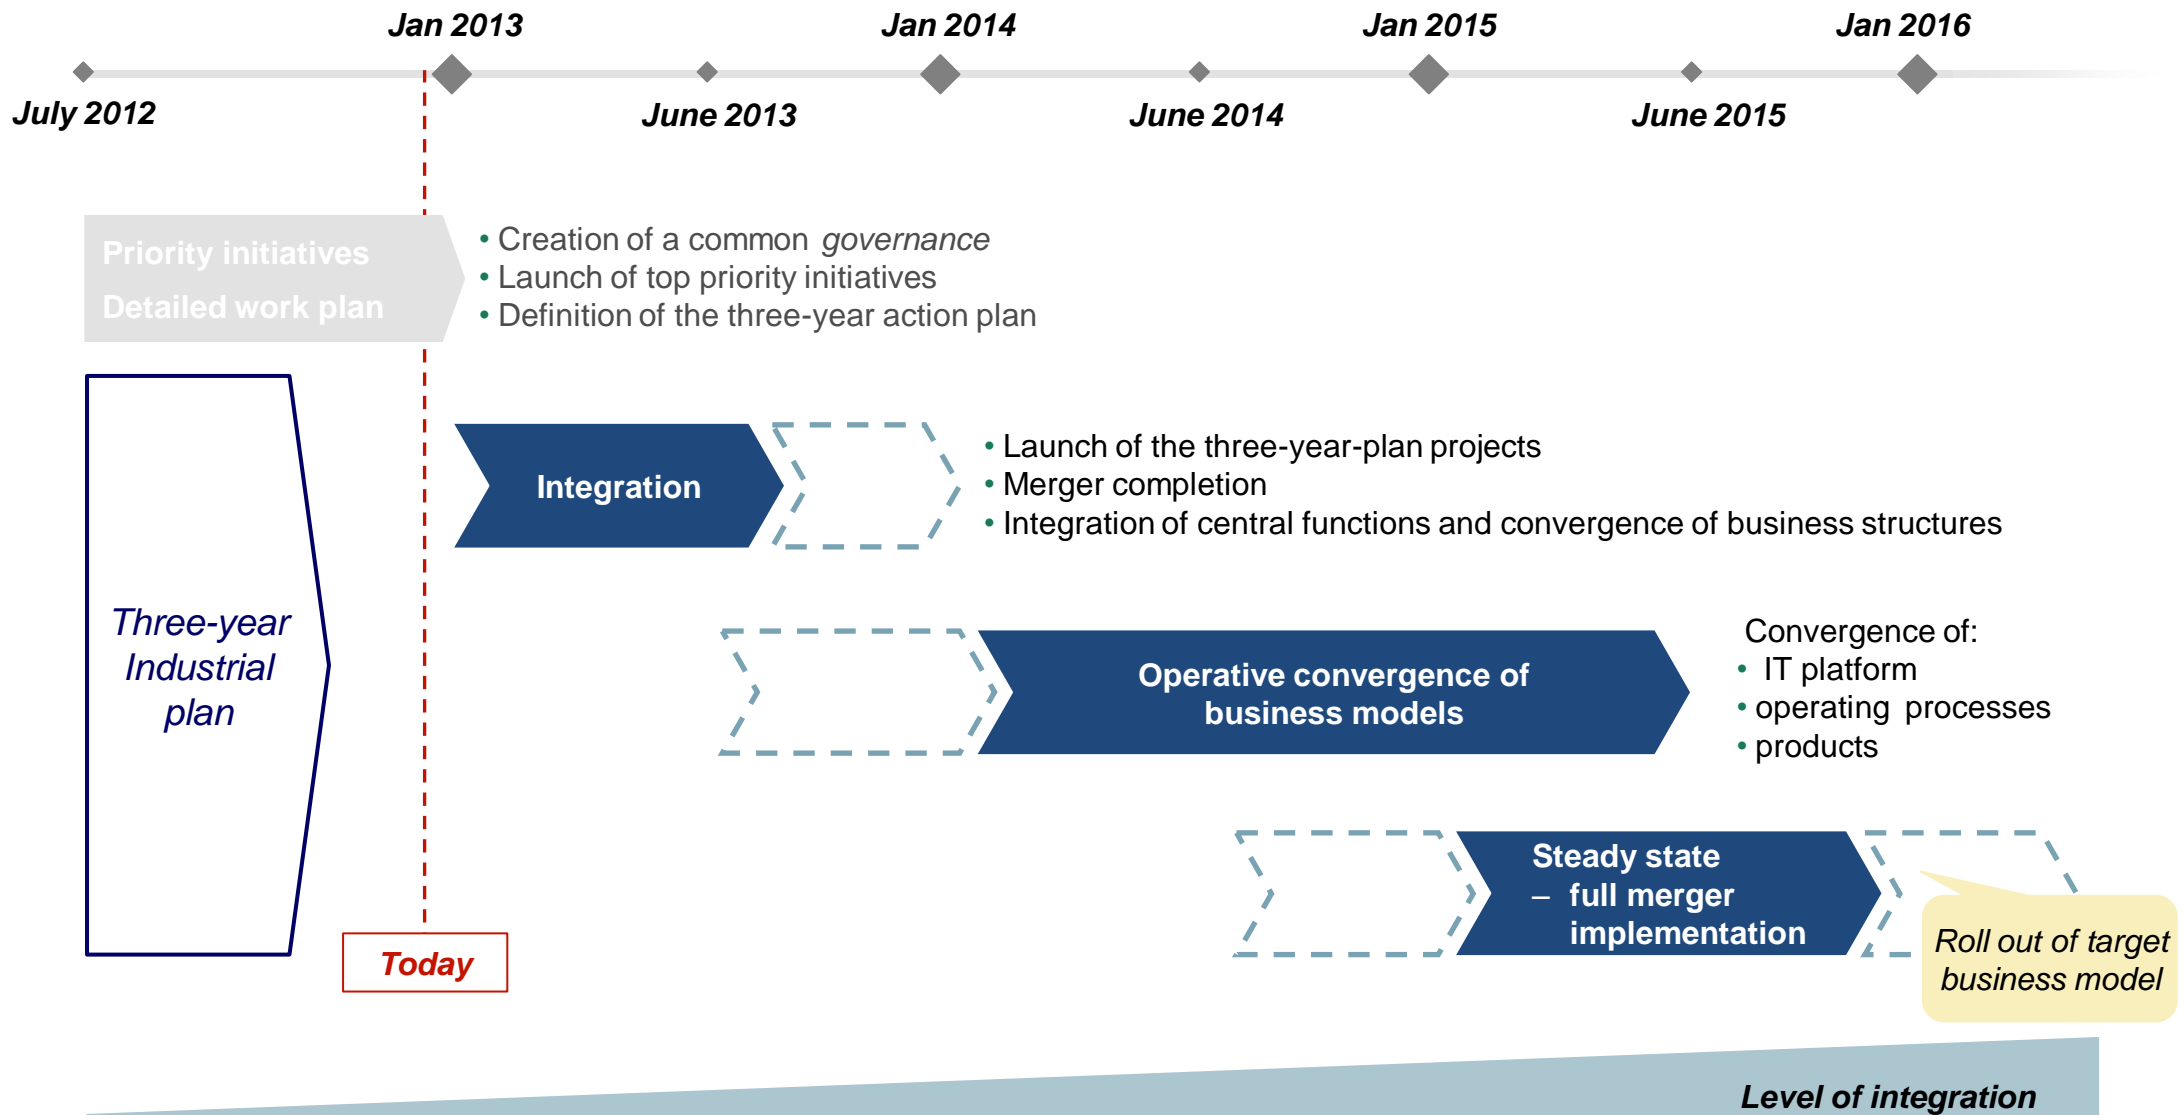 Jan 2013
Jan 2014
Jan 2015
Jan 2016
July 2012
June 2013
June 2014
June 2015
Priority initiatives
Detailed work plan
• Creation of a common governance
• Launch of top priority initiatives
• Definition of the three-year action plan
Three-year
Industrial
plan
Integration
• Launch of the three-year-plan projects
• Merger completion
• Integration of central functions and convergence of business structures
Operative convergence of
business models
Convergence of:
• IT platform
• operating processes
• products
Steady state
– full merger
implementation
Roll out of target
business model
Today
Level of integration